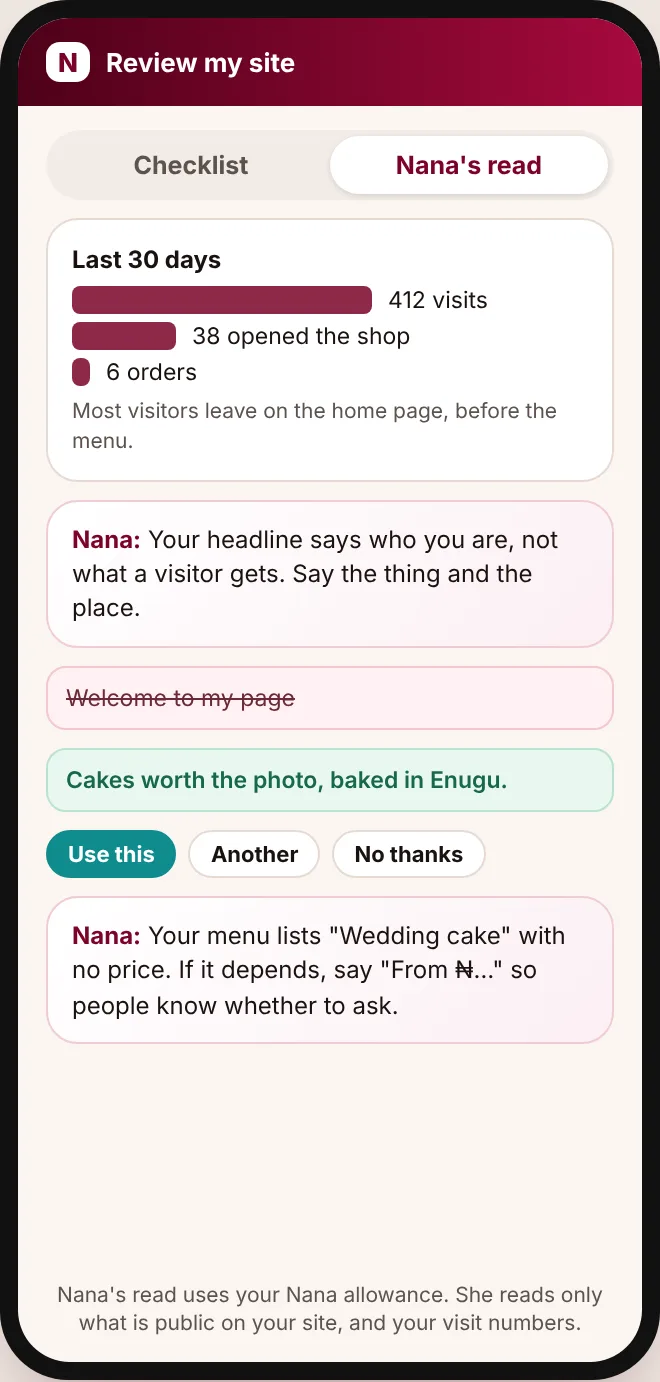 N Review my site
Checklist Nana's read
Last 30 days
412 visits
38 opened the shop
6 orders
Most visitors leave on the home page, before the
menu.
Nana: Your headline says who you are, not
what a visitor gets. Say the thing and the
place.
Welcome to my page
Cakes worth the photo, baked in Enugu.
Use this Another No thanks
Nana: Your menu lists "Wedding cake" with
no price. If it depends, say "From ₦..." so
people know whether to ask.
Nana's read uses your Nana allowance. She reads only
what is public on your site, and your visit numbers.